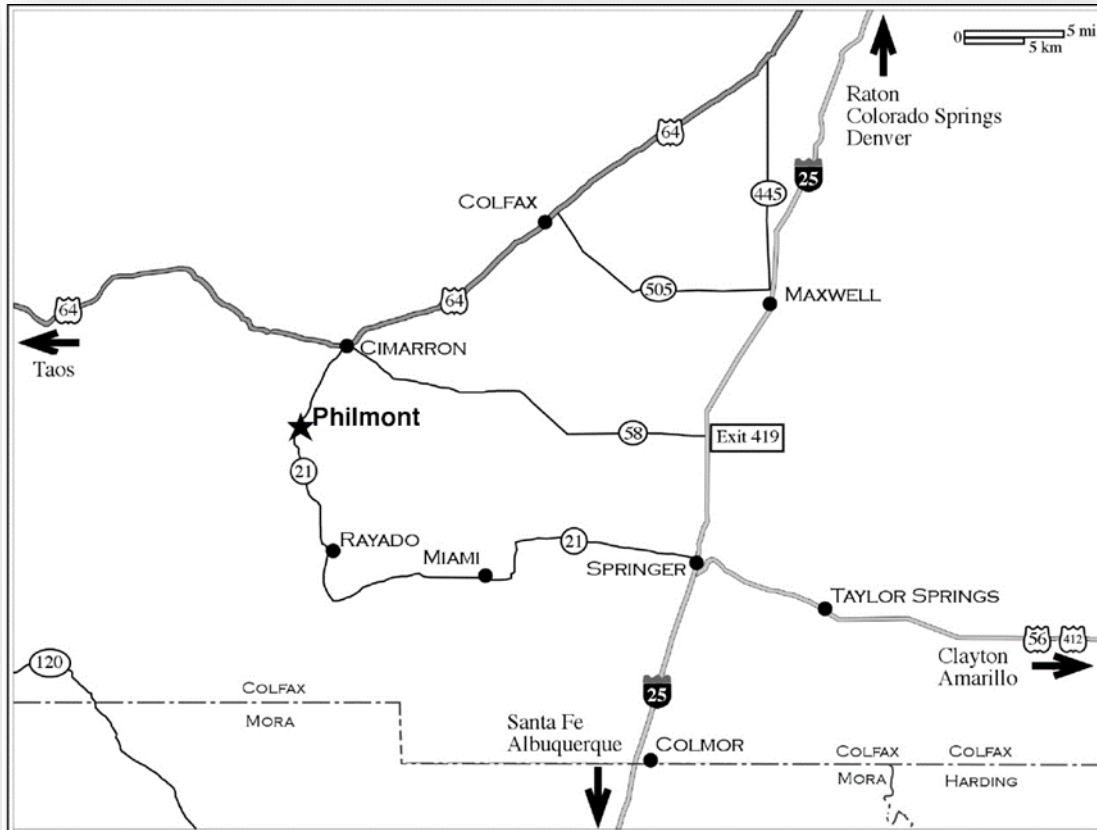 0
5 mi
5 km
Raton
Colorado Springs
Denver
64
25
445
COLFAX
505
64
MAXWELL
64
Taos
CIMARRON
Philmont
58
Exit 419
21
RAYADO
MIAMI
21
SPRINGER
TAYLOR SPRINGS
56
412
Clayton
Amarillo
120
COLFAX
MORA
25
Santa Fe
Albuquerque
COLMOR
COLFAX
MORA
COLFAX
HARDING